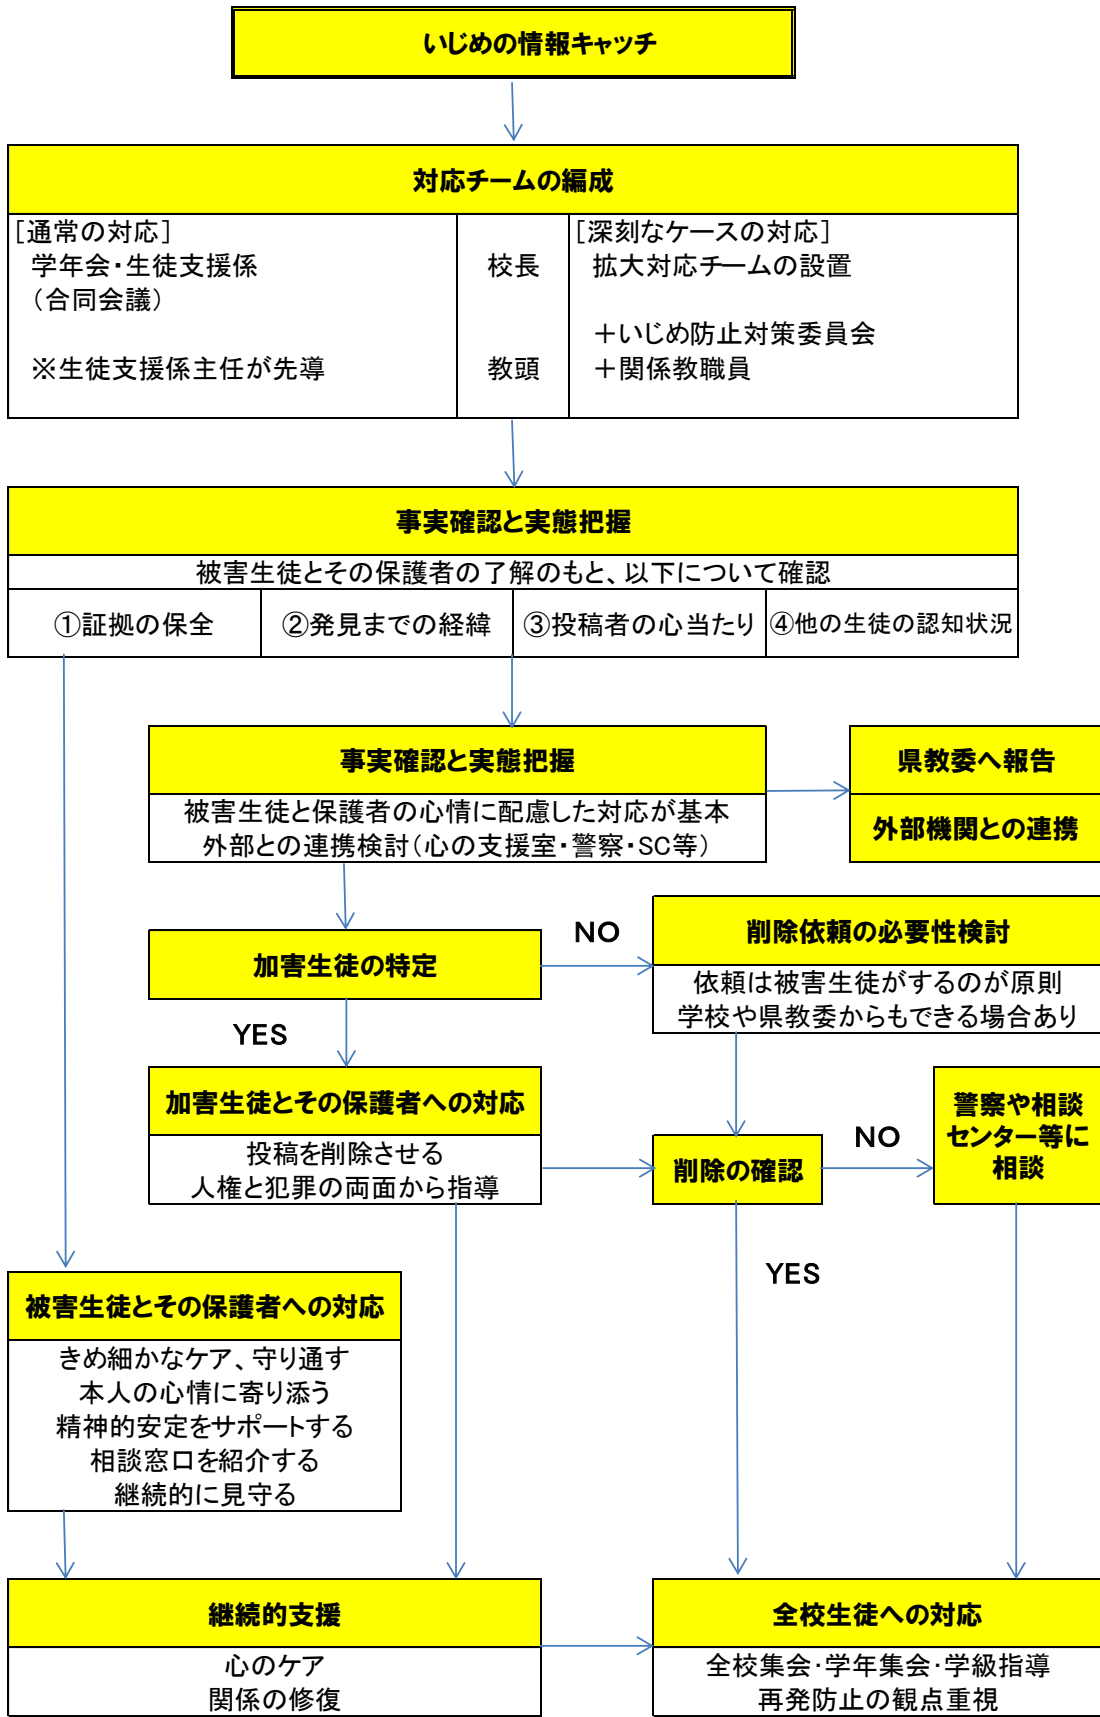 いじめの情報キャッチ
対応チームの編成
[通常の対応]
学年会・生徒支援係
(合同会議)
※生徒支援係主任が先導
校長
教頭
[深刻なケースの対応]
拡大対応チームの設置
+いじめ防止対策委員会
+関係教職員
事実確認と実態把握
被害生徒とその保護者の了解のもと、以下について確認
①証拠の保全
②発見までの経緯
③投稿者の心当たり
④他の生徒の認知状況
事実確認と実態把握
被害生徒と保護者の心情に配慮した対応が基本
外部との連携検討(心の支援室・警察・SC等)
県教委へ報告
外部機関との連携
加害生徒の特定
NO
削除依頼の必要性検討
依頼は被害生徒がするのが原則
学校や県教委からもできる場合あり
YES
加害生徒とその保護者への対応
投稿を削除させる
人権と犯罪の両面から指導
削除の確認
NO
警察や相談
センター等に
相談
YES
被害生徒とその保護者への対応
きめ細かなケア、守り通す
本人の心情に寄り添う
精神的安定をサポートする
相談窓口を紹介する
継続的に見守る
継続的支援
心のケア
関係の修復
全校生徒への対応
全校集会・学年集会・学級指導
再発防止の観点重視